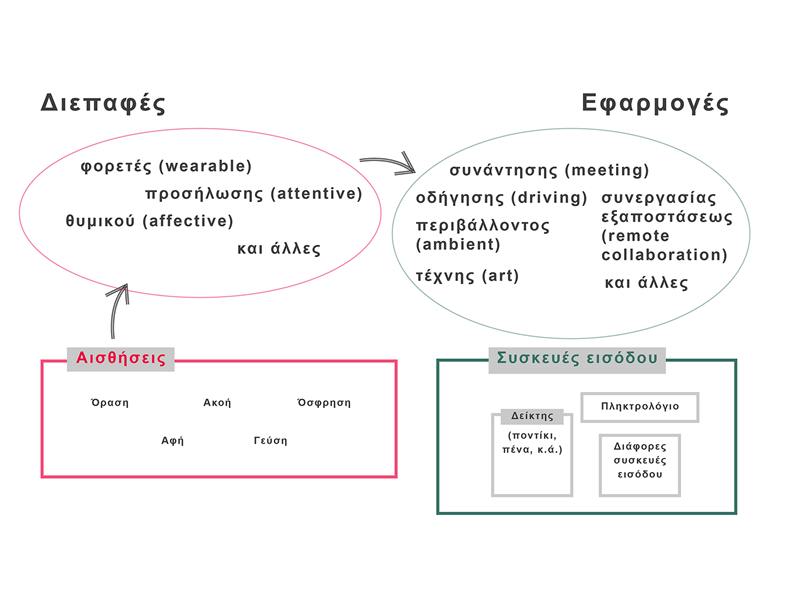 Διεπαφές
Εφαρμογές
φορετές (wearable)
προσήλωσης (attentive)
θυμικού (affective)
και άλλες
συνάντησης (meeting)
οδήγησης (driving)
περιβάλλοντος
(ambient)
τέχνης (art)
συνεργασίας
εξαποστάσεως
(remote
collaboration)
και άλλες
Αισθήσεις
Όραση
Ακοή
Όσφρηση
Αφή
Γεύση
Συσκευές εισόδου
Δείκτης
(ποντίκι,
πένα, κ.ά.)
Πληκτρολόγιο
Διάφορες
συσκευές
εισόδου